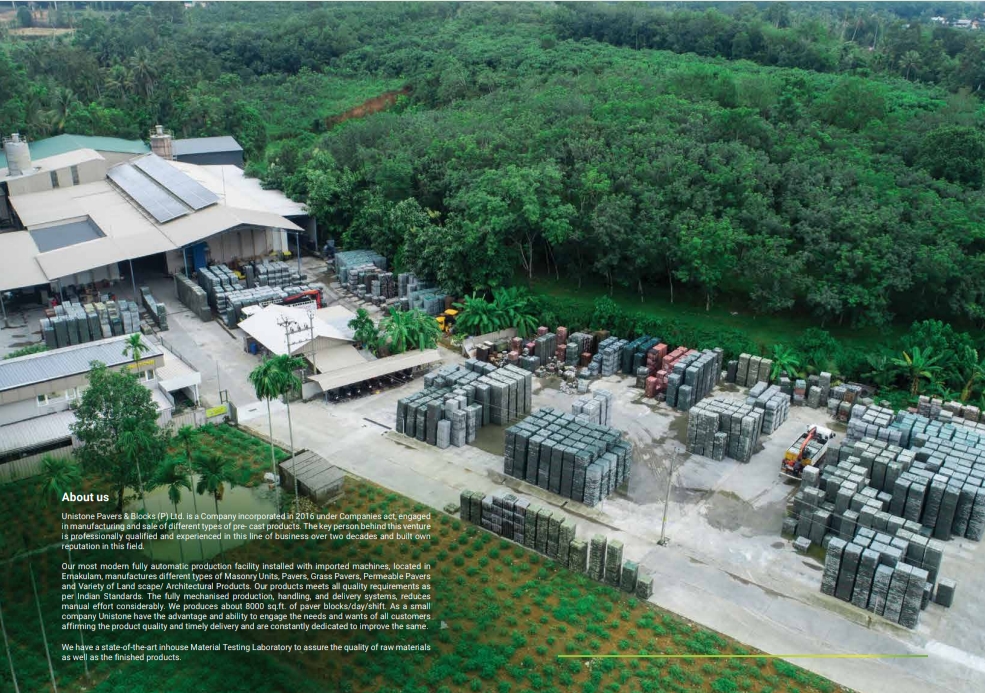 About us
Unistone Pavers & Blocks (P) Ltd. is a Company incorporated in 2016 under Companies act, engaged
in manufacturing and sale of different types of pre- cast products. The key person behind this venture
is professionally qualified and experienced in this line of business over two decades and built own
reputation in this field.
Our most modern fully automatic production facility installed with imported machines, located in
Ernakulam, manufactures different types of Masonry Units, Pavers, Grass Pavers, Permeable Pavers
and Variety of Land scape/ Architectural Products. Our products meets all quality requirements as
per Indian Standards. The fully mechanised production, handling, and delivery systems, reduces
manual effort considerably. We produces about 8000 sq.ft. of paver blocks/day/shift. As a small
company Unistone have the advantage and ability to engage the needs and wants of all customers
affirming the product quality and timely delivery and are constantly dedicated to improve the same.
We have a state-of-the-art inhouse Material Testing Laboratory to assure the quality of raw materials
as well as the finished products.